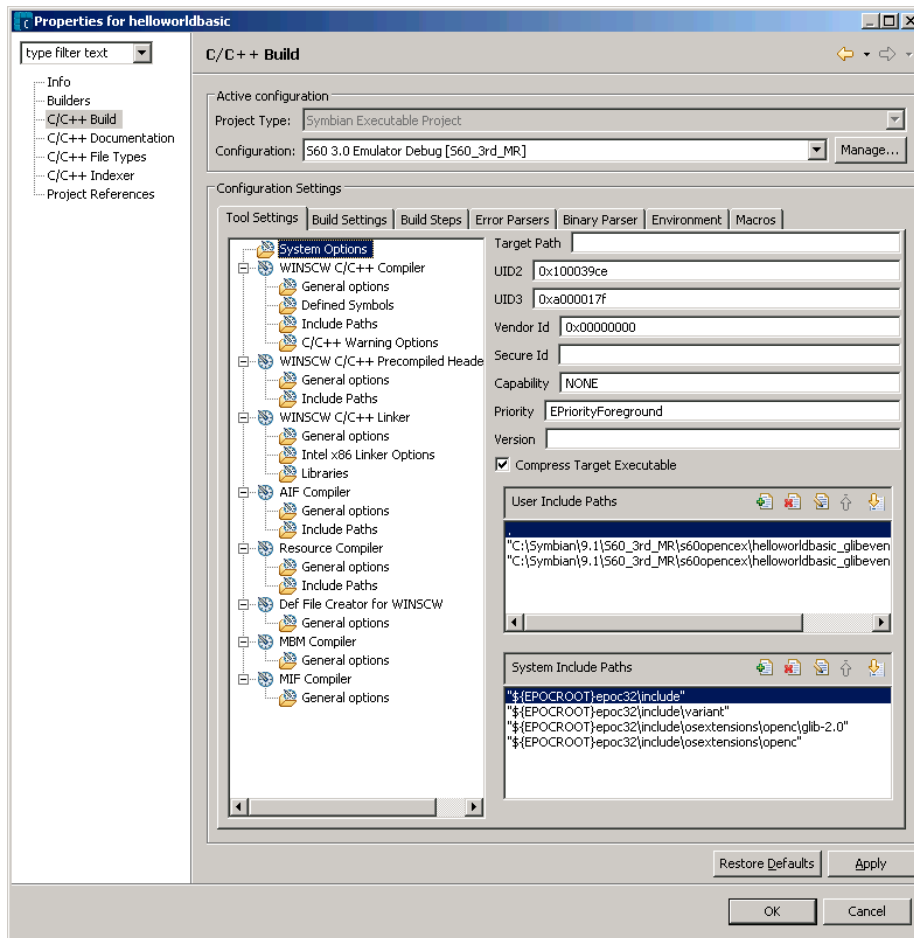 Properties for helloworldbasic
type filter text
Info
Builders
C/C++ Build
C/C++ Documentation
C/C++ File Types
C/C++ Indexer
Project References
C/C++ Build
Active configuration
Project Type: Symbian Executable Project
Configuration: S60 3.0 Emulator Debug [S60_3rd_MR] Manage...
Configuration Settings
Tool Settings Build Settings Build Steps Error Parsers Binary Parser Environment Macros
System Options
WINSCW C/C++ Compiler
General options
Defined Symbols
Include Paths
C/C++ Warning Options
WINSCW C/C++ Precompiled Heade
General options
Include Paths
WINSCW C/C++ Linker
General options
Intel x86 Linker Options
Libraries
AIF Compiler
General options
Include Paths
Resource Compiler
General options
Include Paths
Def File Creator for WINSCW
General options
MBM Compiler
General options
MIF Compiler
General options
Target Path
UID2 0x100039ce
UID3 0xa000017f
Vendor Id 0x00000000
Secure Id
Capability NONE
Priority EPriorityForeground
Version
Compress Target Executable
User Include Paths
.
"C:\Symbian\9.1\S60_3rd_MR\s60opencex\helloworldbasic_glibeven
"C:\Symbian\9.1\S60_3rd_MR\s60opencex\helloworldbasic_glibeven
System Include Paths
"${EPOCROOT}epoc32\include"
"${EPOCROOT}epoc32\include\variant"
"${EPOCROOT}epoc32\include\osextensions\openc\glib-2.0"
"${EPOCROOT}epoc32\include\osextensions\openc"
Restore Defaults Apply
OK Cancel